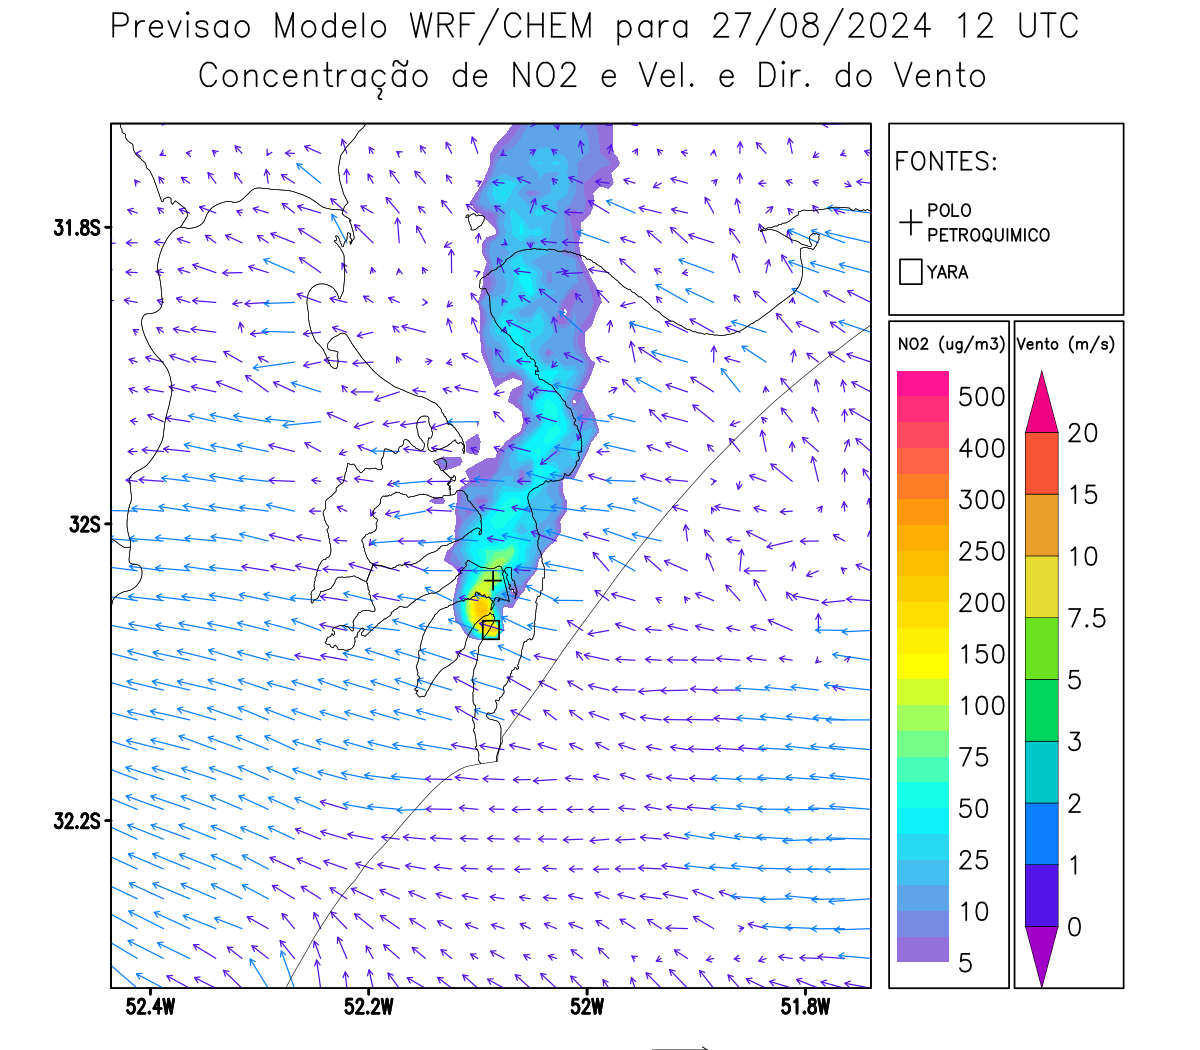 Previsao Modelo WRF/CHEM para 27/08/2024 12 UTC
Concentração de NO2 e Vel. e Dir. do Vento
FONTES:
POLO
PETROQUIMICO
YARA
NO2 (ug/m3)
500
400
300
250
200
150
100
75
50
25
10
5
Vento (m/s)
20
15
10
7.5
5
3
2
1
0
31.8S
32S
32.2S
52.4W
52.2W
52W
51.8W